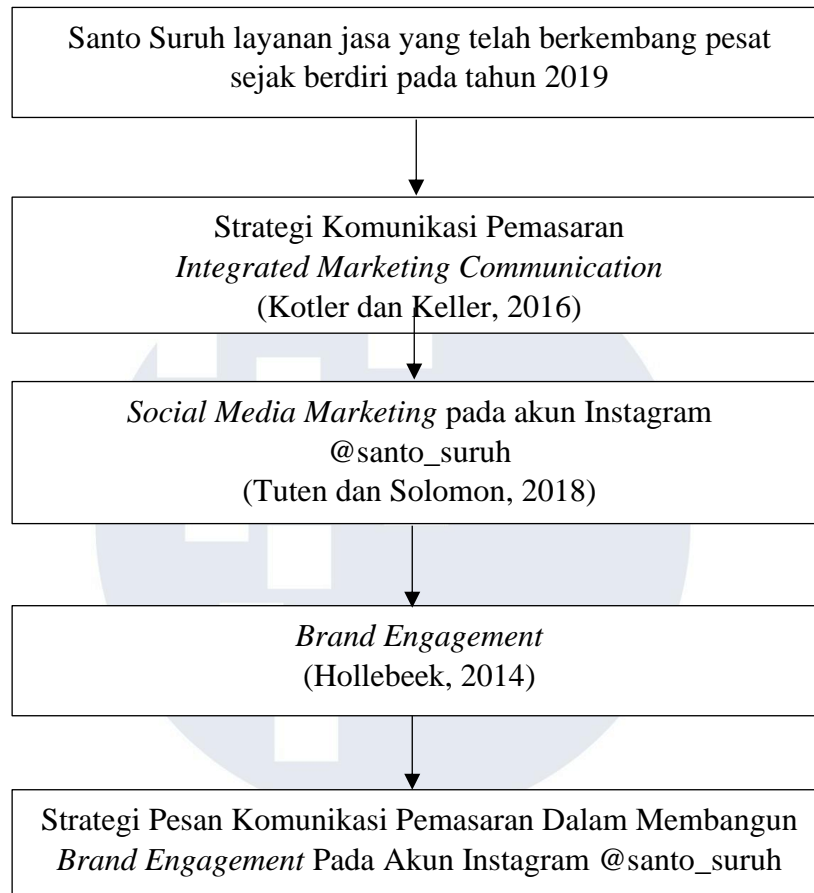 Santo Suruh layanan jasa yang telah berkembang pesat
sejak berdiri pada tahun 2019
Strategi Komunikasi Pemasaran
Integrated Marketing Communication
(Kotler dan Keller, 2016)
Social Media Marketing pada akun Instagram
@santo_suruh
(Tuten dan Solomon, 2018)
Brand Engagement
(Hollebeek, 2014)
Strategi Pesan Komunikasi Pemasaran Dalam Membangun
Brand Engagement Pada Akun Instagram @santo_suruh